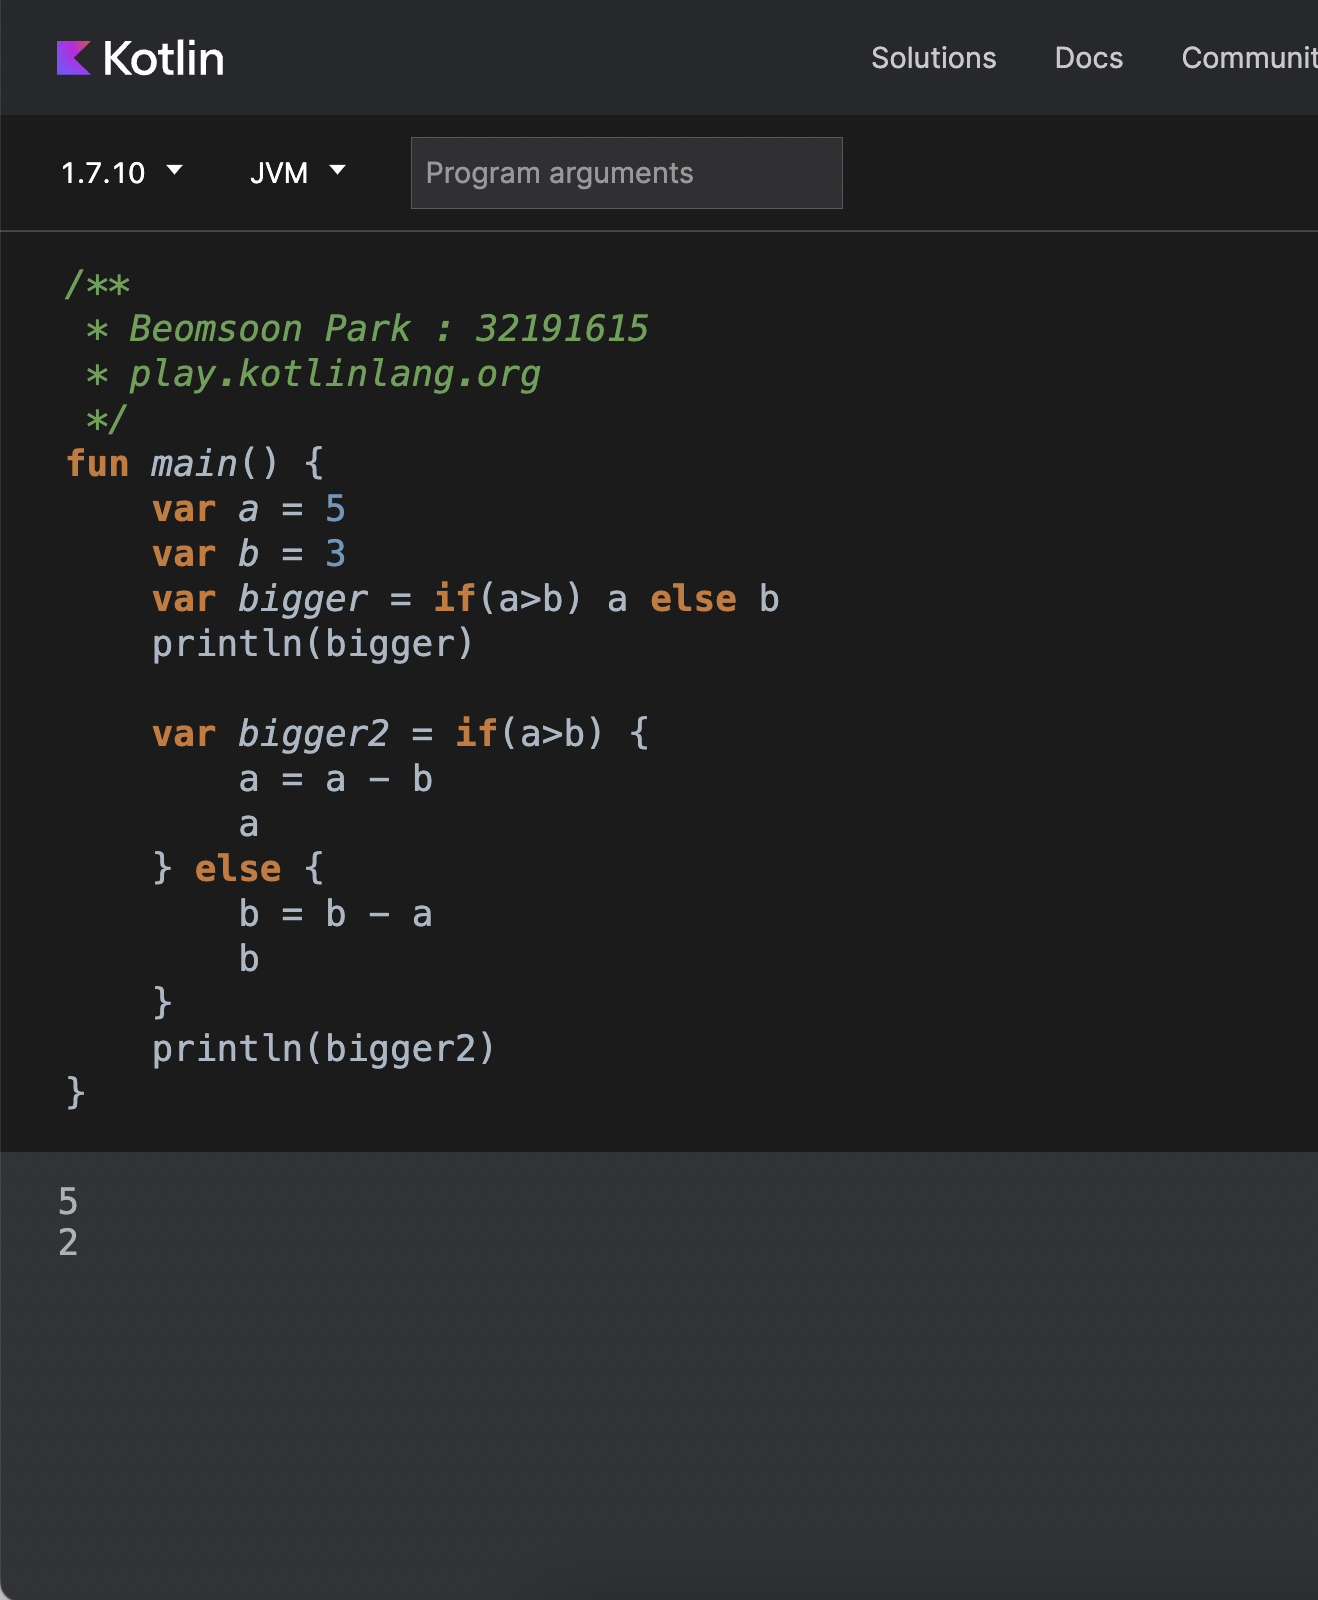 Kotlin Solutions Docs Communit
1.7.10 JVM Program arguments
/**
 * Beomsoon Park : 32191615
 * play.kotlinlang.org
 */
fun main() {
    var a = 5
    var b = 3
    var bigger = if(a>b) a else b
    println(bigger)

    var bigger2 = if(a>b) {
        a = a - b
        a
    } else {
        b = b - a
        b
    }
    println(bigger2)
}
5
2